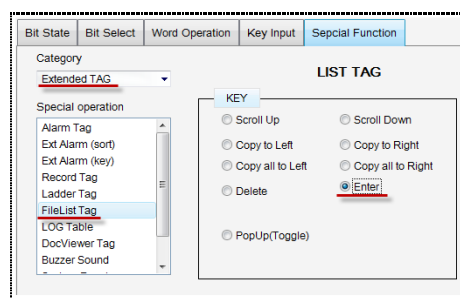 Bit State Bit Select Word Operation Key Input Sepcial Function
Category
Extended TAG
LIST TAG
Special operation
KEY
Alarm Tag
Ext Alarm (sort)
Ext Alarm (key)
Record Tag
Ladder Tag
FileList Tag
LOG Table
DocViewer Tag
Buzzer Sound
Scroll Up Scroll Down
Copy to Left Copy to Right
Copy all to Left Copy all to Right
Delete Enter
PopUp(Toggle)